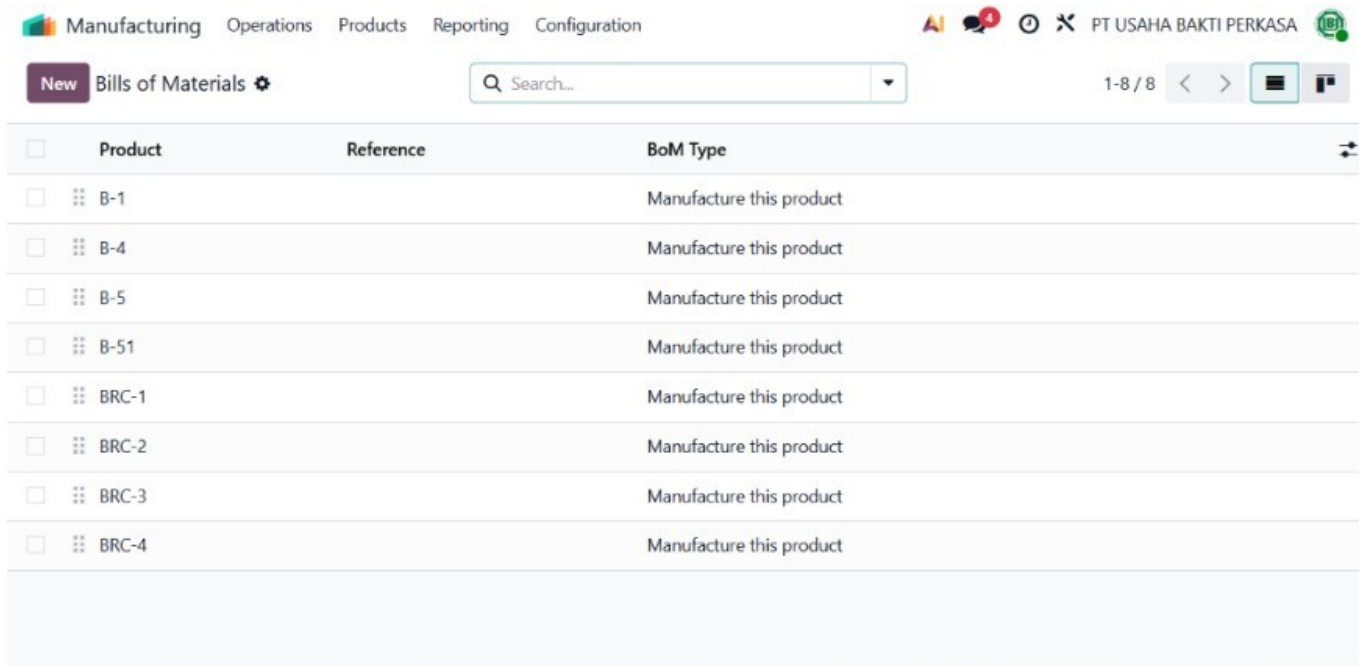 Manufacturing Operations Products Reporting Configuration AI 4 PT USAHA BAKTI PERKASA
New Bills of Materials Search... 1-8 / 8
Product Reference BoM Type
B-1 Manufacture this product
B-4 Manufacture this product
B-5 Manufacture this product
B-51 Manufacture this product
BRC-1 Manufacture this product
BRC-2 Manufacture this product
BRC-3 Manufacture this product
BRC-4 Manufacture this product